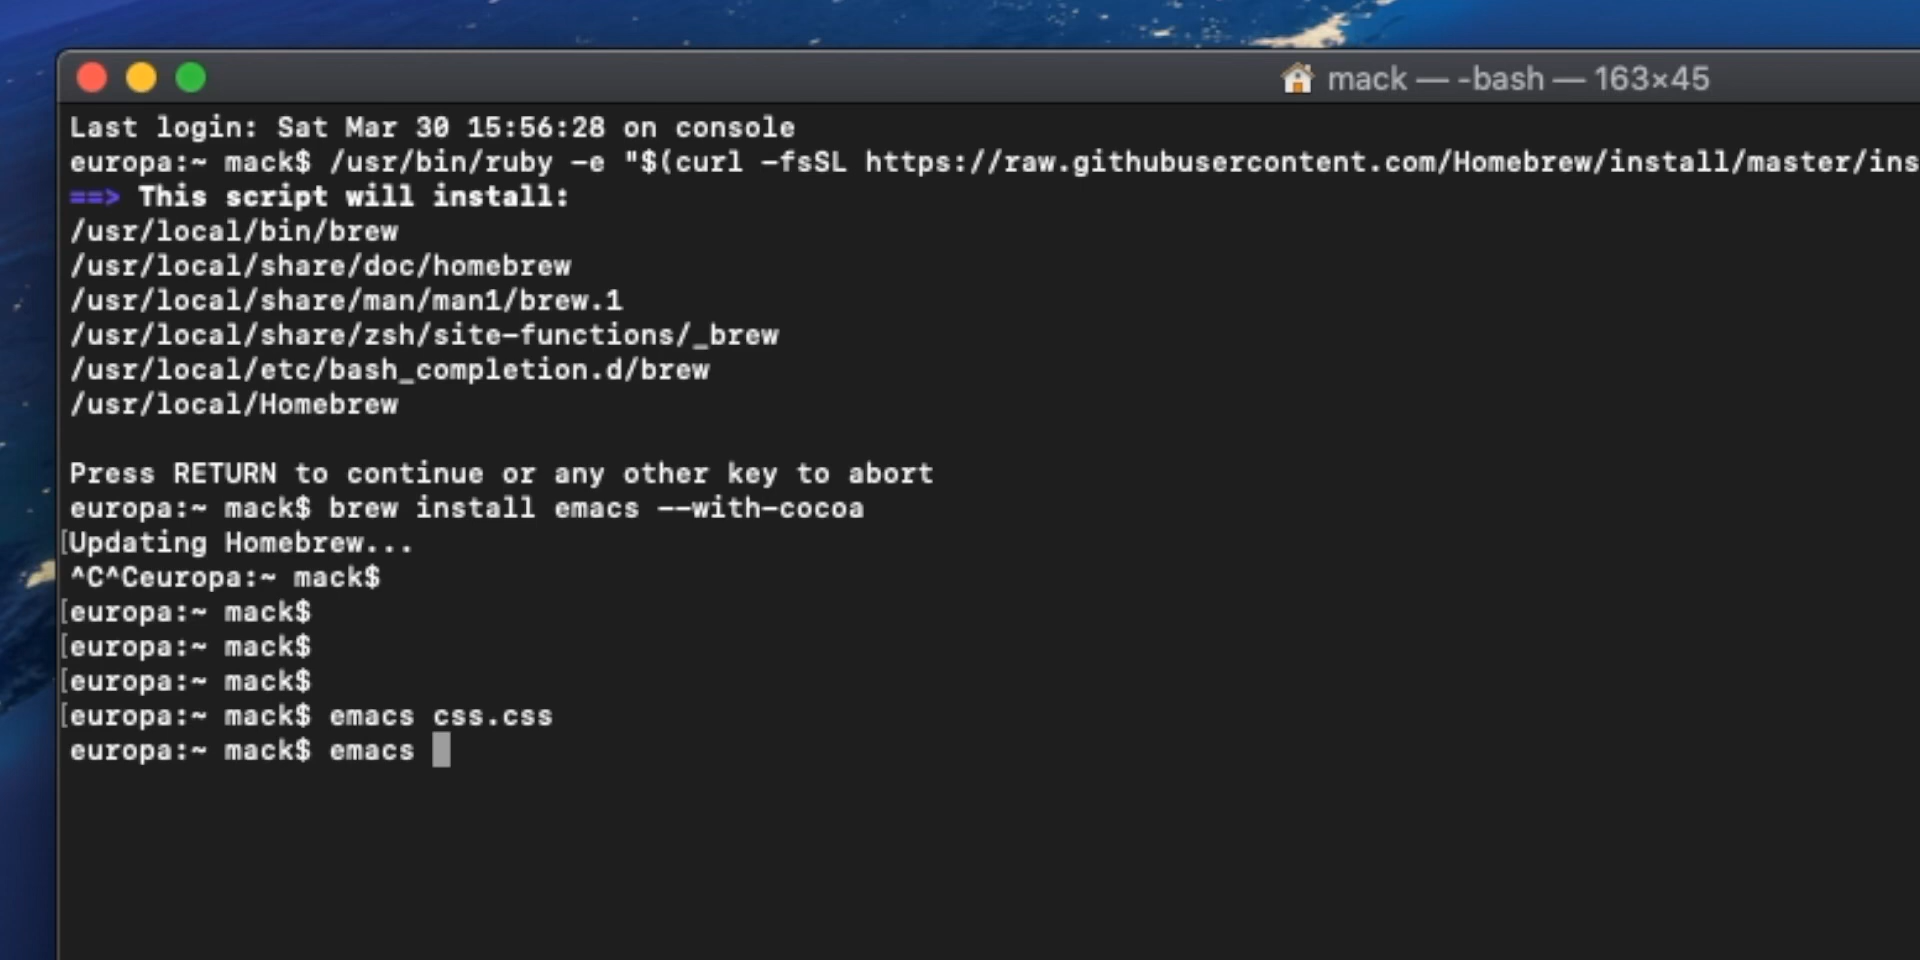 mack — -bash — 163×45
Last login: Sat Mar 30 15:56:28 on console
europa:~ mack$ /usr/bin/ruby -e "$(curl -fsSL https://raw.githubusercontent.com/Homebrew/install/master/ins
==> This script will install:
/usr/local/bin/brew
/usr/local/share/doc/homebrew
/usr/local/share/man/man1/brew.1
/usr/local/share/zsh/site-functions/_brew
/usr/local/etc/bash_completion.d/brew
/usr/local/Homebrew
Press RETURN to continue or any other key to abort
europa:~ mack$ brew install emacs --with-cocoa
[Updating Homebrew...
^C^Ceuropa:~ mack$
[europa:~ mack$
[europa:~ mack$
[europa:~ mack$
[europa:~ mack$ emacs css.css
europa:~ mack$ emacs